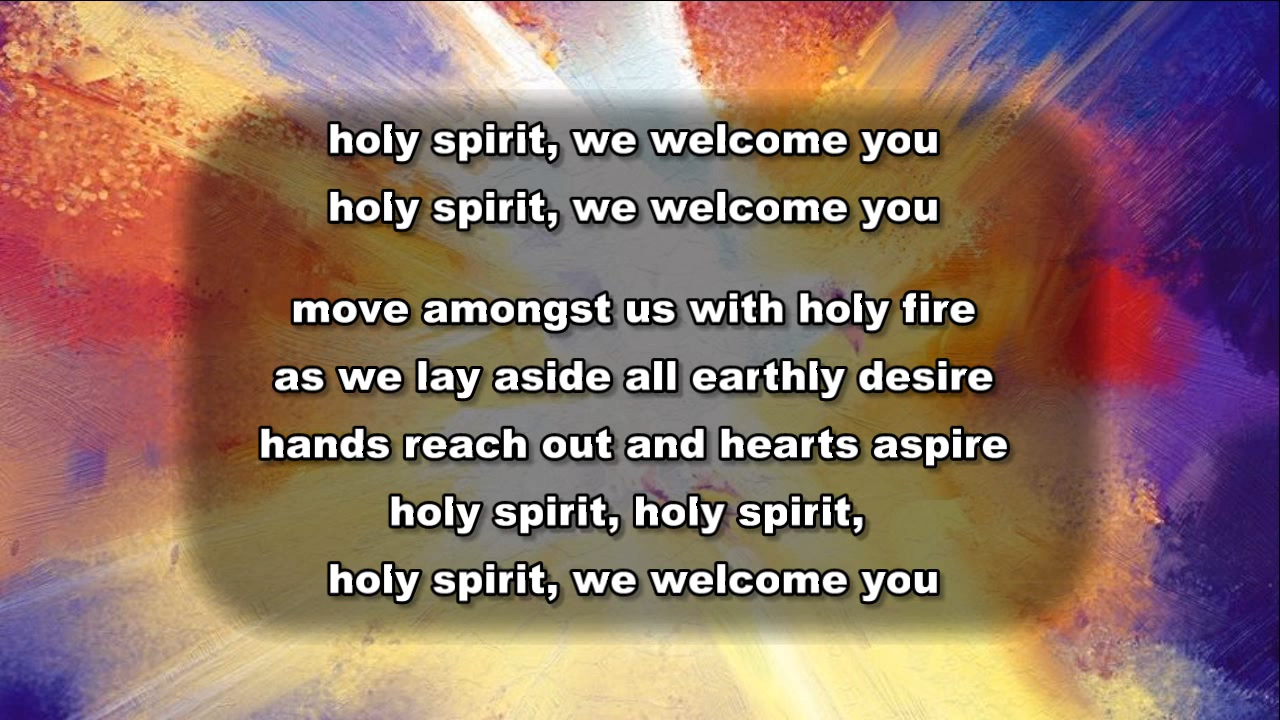 holy spirit, we welcome you
holy spirit, we welcome you
move amongst us with holy fire
as we lay aside all earthly desire
hands reach out and hearts aspire
holy spirit, holy spirit,
holy spirit, we welcome you